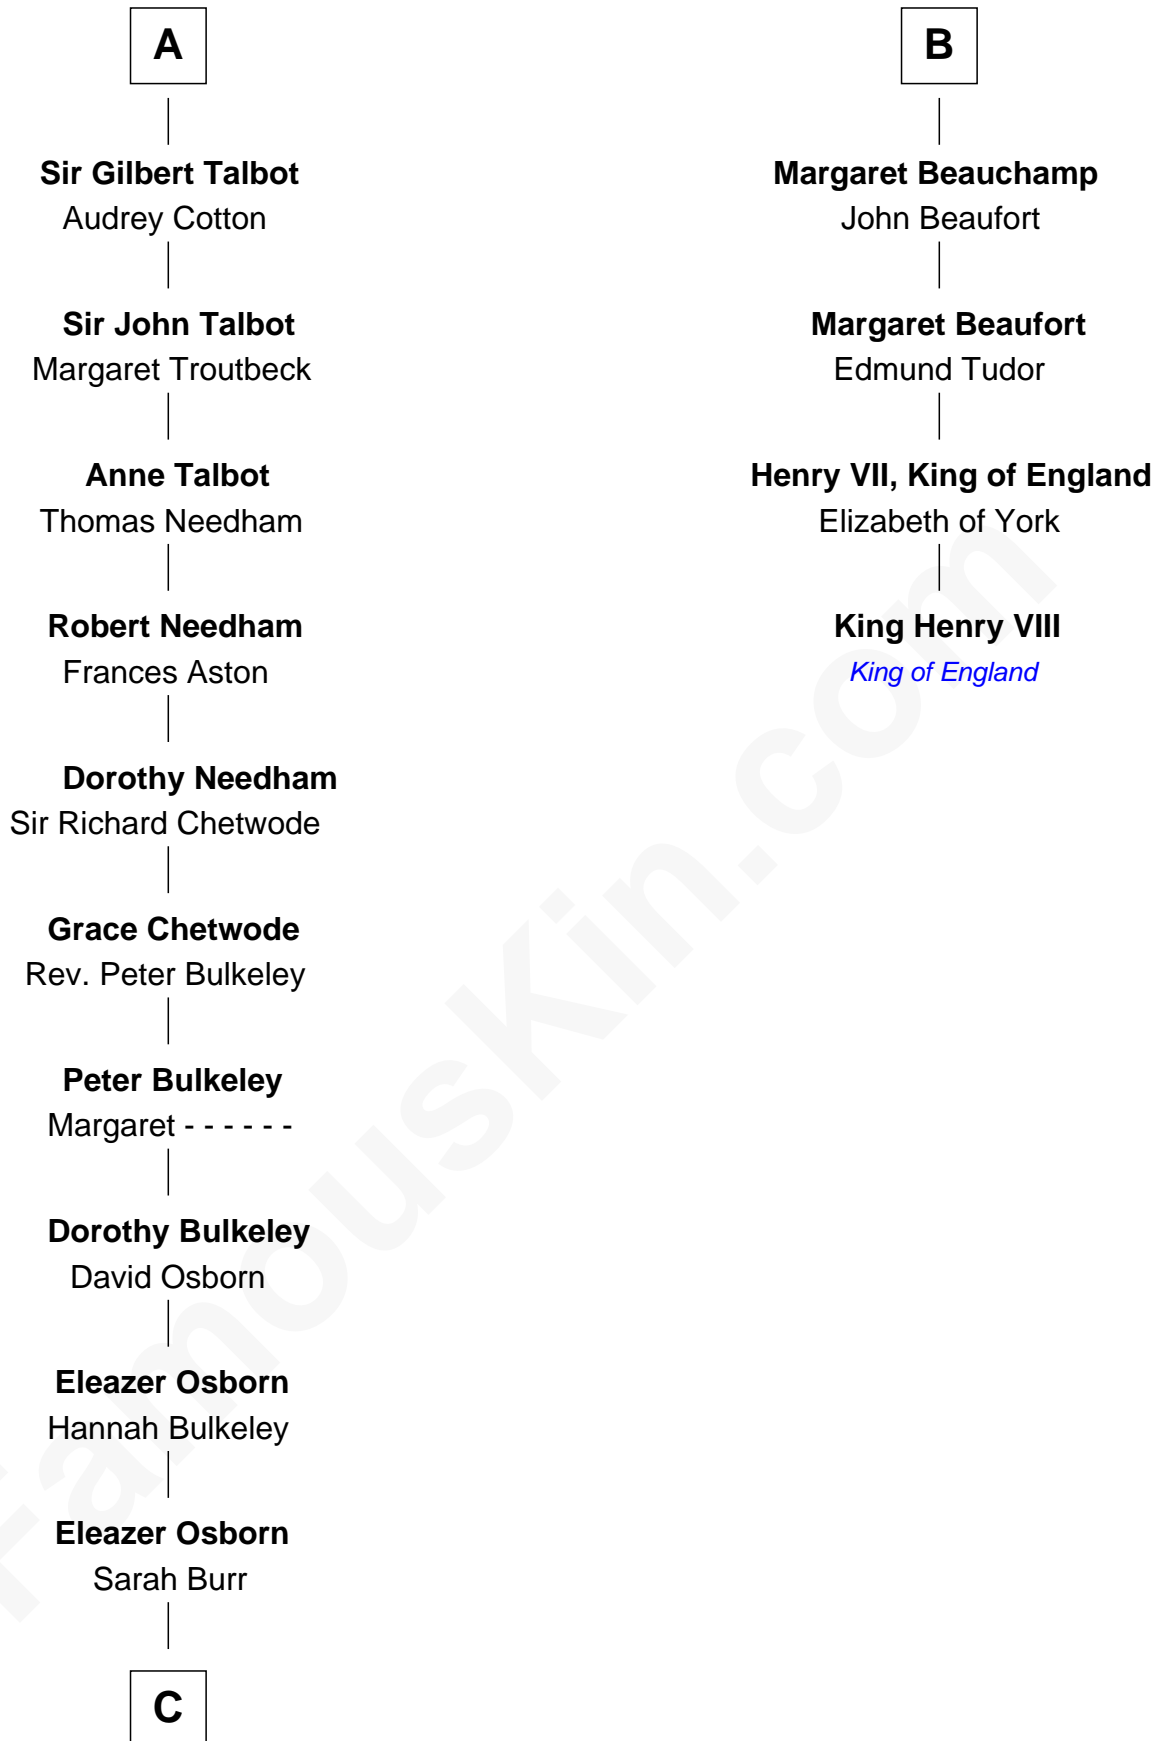 A
Sir Gilbert Talbot
Audrey Cotton
Sir John Talbot
Margaret Troutbeck
Anne Talbot
Thomas Needham
Robert Needham
Frances Aston
Dorothy Needham
Sir Richard Chetwode
Grace Chetwode
Rev. Peter Bulkeley
Peter Bulkeley
Margaret - - - - - -
Dorothy Bulkeley
David Osborn
Eleazer Osborn
Hannah Bulkeley
Eleazer Osborn
Sarah Burr
C
B
Margaret Beauchamp
John Beaufort
Margaret Beaufort
Edmund Tudor
Henry VII, King of England
Elizabeth of York
King Henry VIII
King of England
FamousKin.com